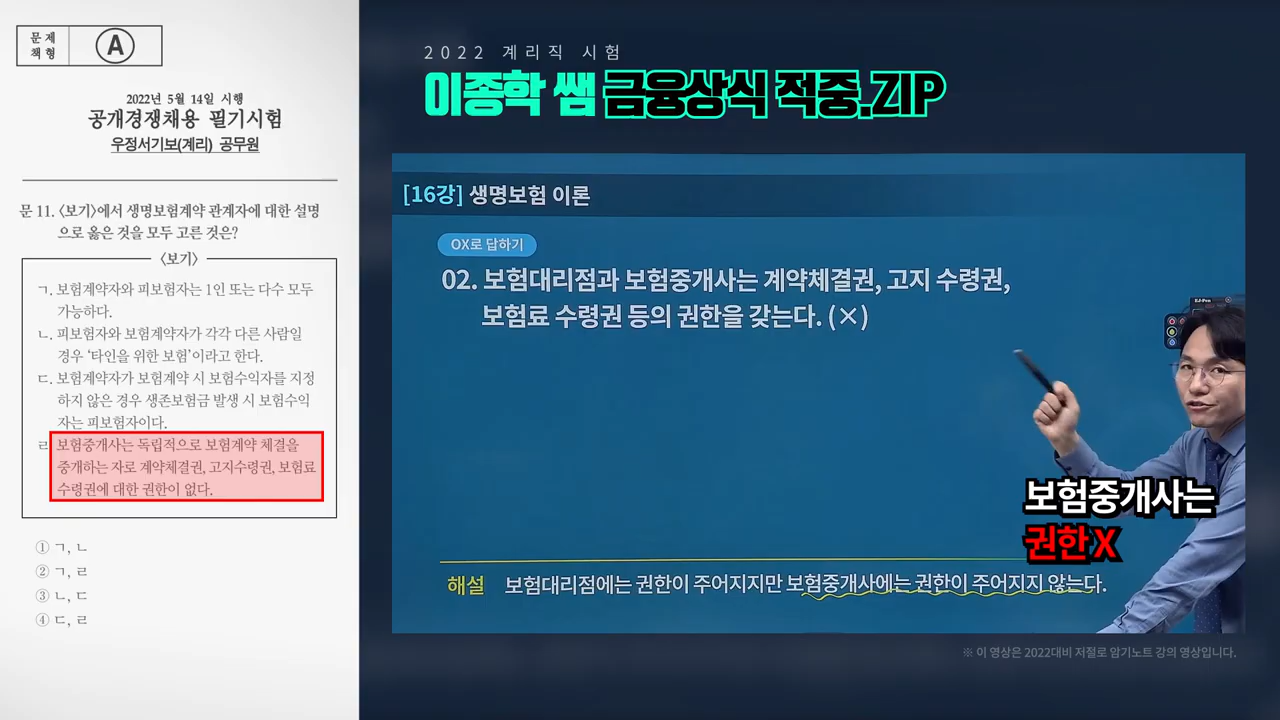 문 제
책 형
A
2022년 5월 14일 시행
공개경쟁채용 필기시험
우정서기보(계리) 공무원
문 11. 〈보기〉에서 생명보험계약 관계자에 대한 설명
으로 옳은 것을 모두 고른 것은?
〈보기〉
ㄱ. 보험계약자와 피보험자는 1인 또는 다수 모두
가능하다.
ㄴ. 피보험자와 보험계약자가 각각 다른 사람일
경우 ‘타인을 위한 보험’이라고 한다.
ㄷ. 보험계약자가 보험계약 시 보험수익자를 지정
하지 않은 경우 생존보험금 발생 시 보험수익
자는 피보험자이다.
ㄹ 보험중개사는 독립적으로 보험계약 체결을
중개하는 자로 계약체결권, 고지수령권, 보험료
수령권에 대한 권한이 없다.
① ㄱ, ㄴ
② ㄱ, ㄹ
③ ㄴ, ㄷ
④ ㄷ, ㄹ
2022 계리직 시험
이종학 쌤 금융상식 적중.ZIP
[16강] 생명보험 이론
OX로 답하기
02. 보험대리점과 보험중개사는 계약체결권, 고지 수령권,
보험료 수령권 등의 권한을 갖는다. (×)
EJ-Pen
보험중개사는
권한 X
해설 보험대리점에는 권한이 주어지지만 보험중개사에는 권한이 주어지지 않는다.
※ 이 영상은 2022대비 저절로 암기노트 강의 영상입니다.